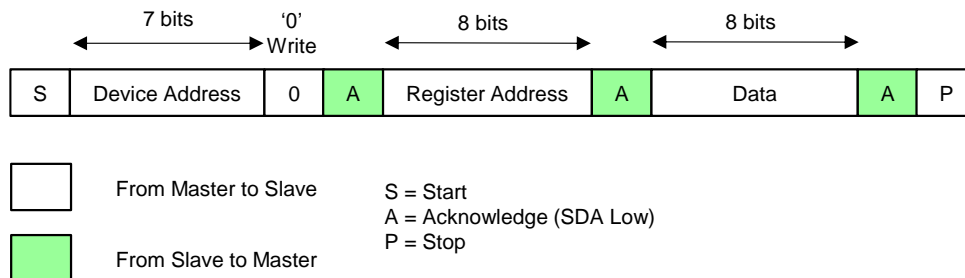 7 bits
‘0’
Write
8 bits
8 bits
S Device Address 0 A Register Address A Data A P
From Master to Slave
From Slave to Master
S = Start
A = Acknowledge (SDA Low)
P = Stop